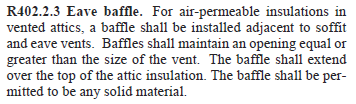 R402.2.3 Eave baffle. For air-permeable insulations in
vented attics, a baffle shall be installed adjacent to soffit
and eave vents. Baffles shall maintain an opening equal or
greater than the size of the vent. The baffle shall extend
over the top of the attic insulation. The baffle shall be per-
mitted to be any solid material.